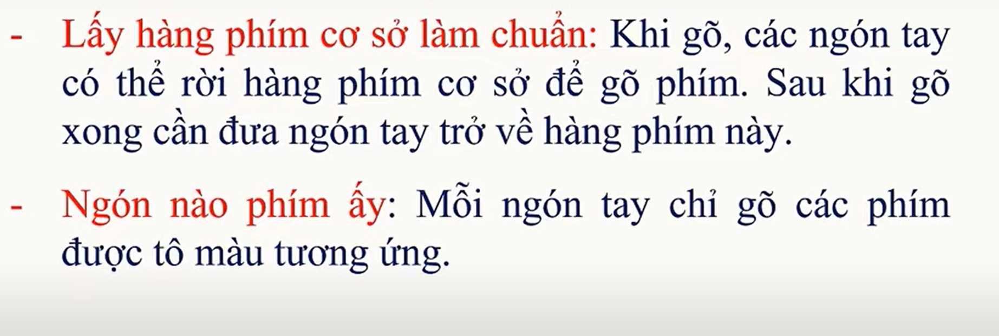 - Lấy hàng phím cơ sở làm chuẩn: Khi gõ, các ngón tay
có thể rời hàng phím cơ sở để gõ phím. Sau khi gõ
xong cần đưa ngón tay trở về hàng phím này.
- Ngón nào phím ấy: Mỗi ngón tay chỉ gõ các phím
được tô màu tương ứng.